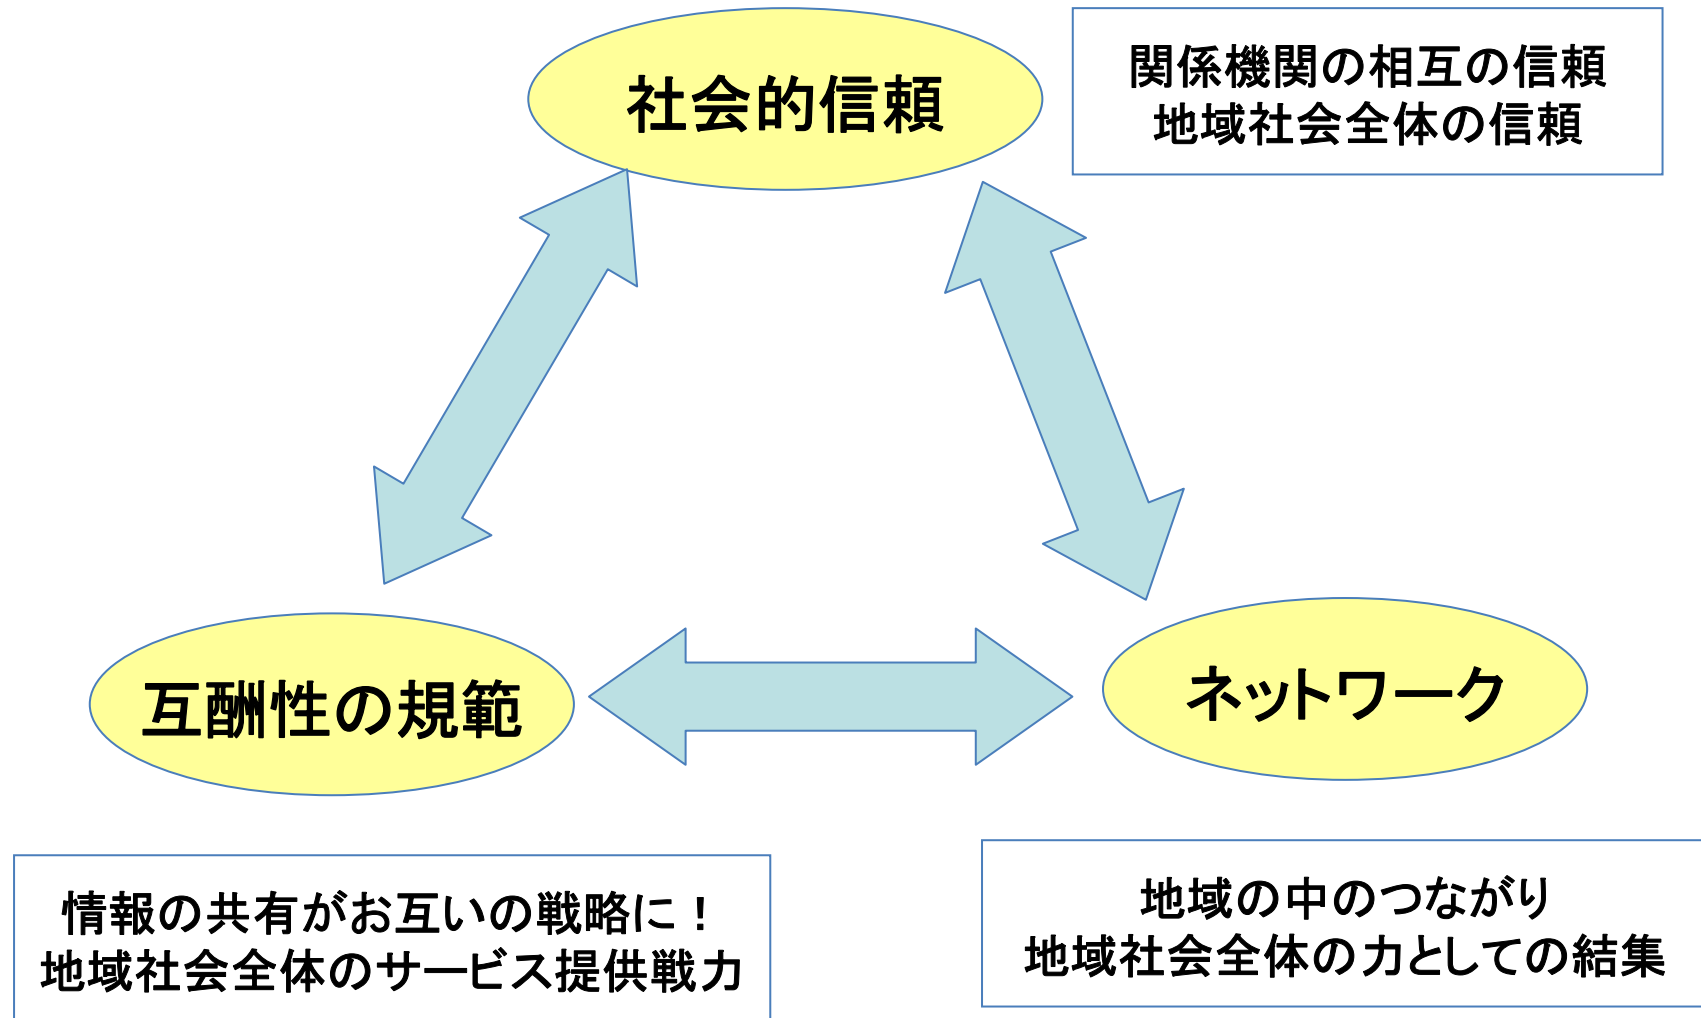 社会的信頼
関係機関の相互の信頼
地域社会全体の信頼
互酬性の規範
ネットワーク
情報の共有がお互いの戦略に！
地域社会全体のサービス提供戦力
地域の中のつながり
地域社会全体の力としての結集